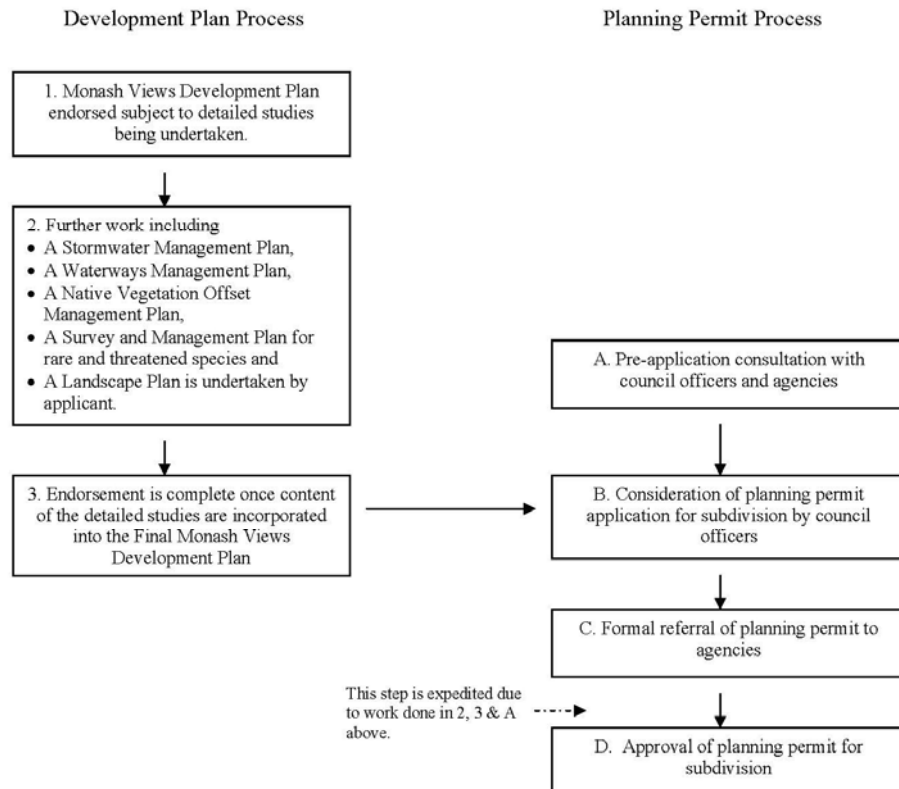 Development Plan Process
Planning Permit Process
1. Monash Views Development Plan
endorsed subject to detailed studies
being undertaken.
2. Further work including
• A Stormwater Management Plan,
• A Waterways Management Plan,
• A Native Vegetation Offset
Management Plan,
• A Survey and Management Plan for
rare and threatened species and
• A Landscape Plan is undertaken by
applicant.
3. Endorsement is complete once content
of the detailed studies are incorporated
into the Final Monash Views
Development Plan
A. Pre-application consultation with
council officers and agencies
B. Consideration of planning permit
application for subdivision by council
officers
C. Formal referral of planning permit to
agencies
This step is expedited due
to work done in 2, 3 & A
above.
D. Approval of planning permit for
subdivision